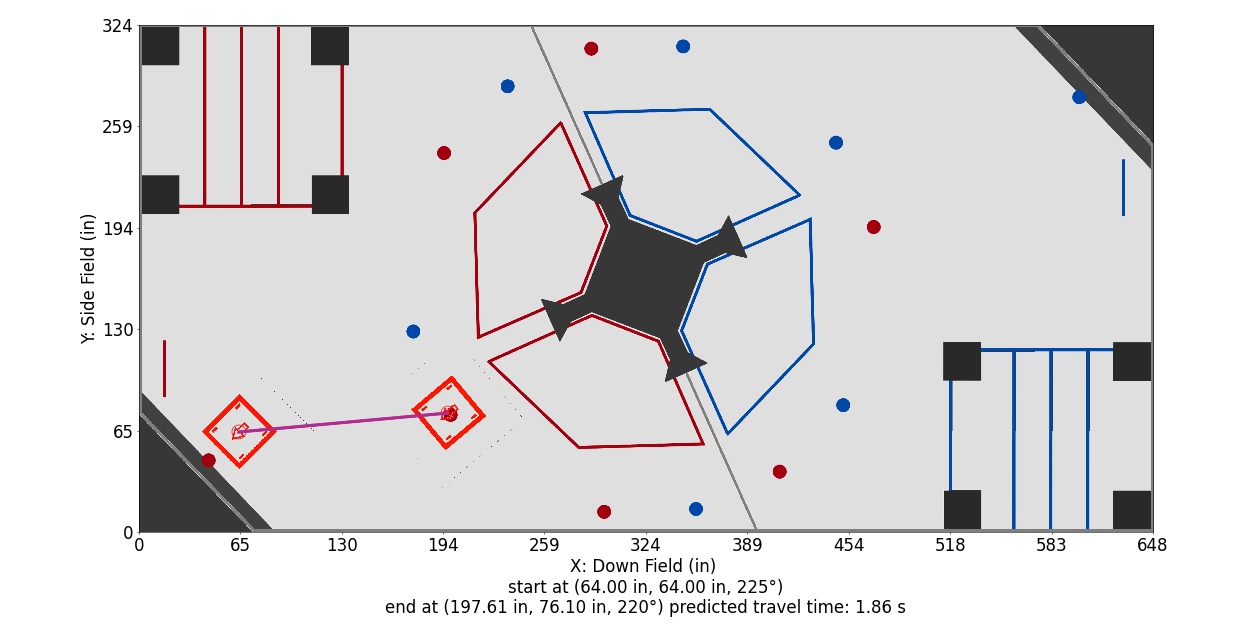 324
259
194
130
65
0
Y: Side Field (in)
0 65 130 194 259 324 389 454 518 583 648
X: Down Field (in)
start at (64.00 in, 64.00 in, 225°)
end at (197.61 in, 76.10 in, 220°) predicted travel time: 1.86 s